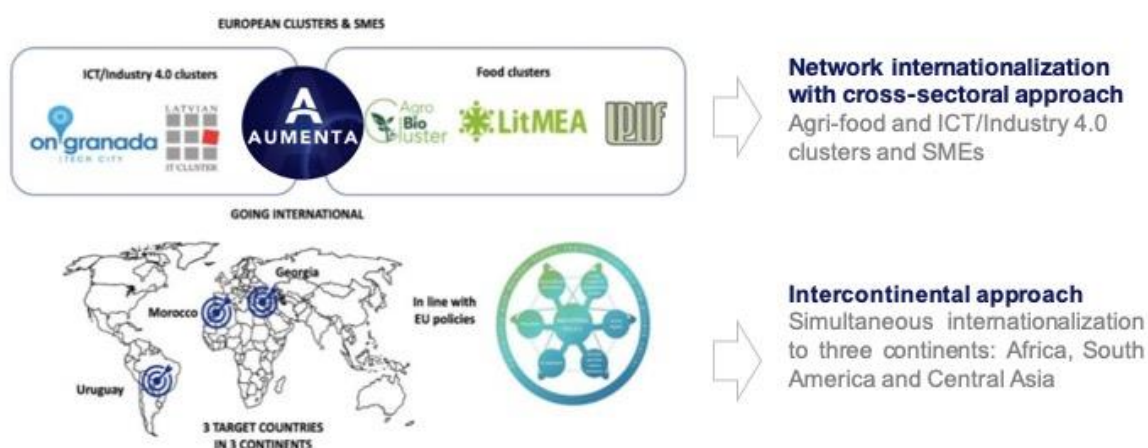 EUROPEAN CLUSTERS & SMES
ICT/Industry 4.0 clusters
Food clusters
on granada
TECH CITY
LATVIAN
IT CLUSTER
A
AUMENTA
Agro
Bio
Cluster
LitMEA
GOING INTERNATIONAL
Georgia
Morocco
Uruguay
3 TARGET COUNTRIES
IN 3 CONTINENTS
In line with
EU policies
Network internationalization
with cross-sectoral approach
Agri-food and ICT/Industry 4.0
clusters and SMEs
Intercontinental approach
Simultaneous internationalization
to three continents: Africa, South
America and Central Asia